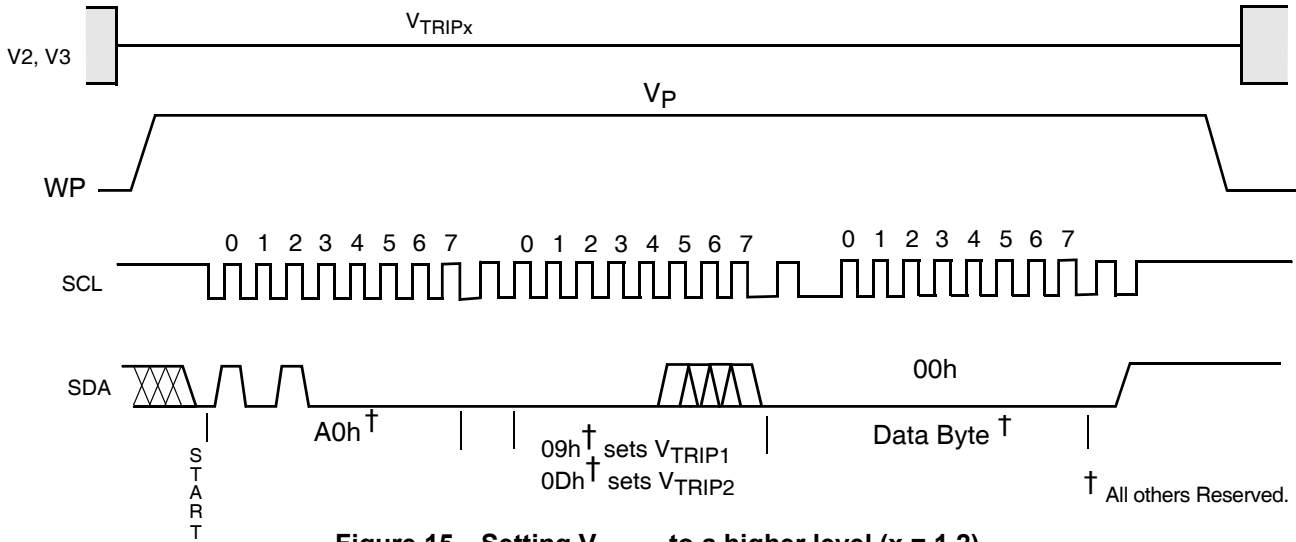 VTRIPx
V2, V3
VP
WP
0 1 2 3 4 5 6 7 0 1 2 3 4 5 6 7 0 1 2 3 4 5 6 7
SCL
00h
SDA
A0h†
START
09h† sets VTRIP1
0Dh† sets VTRIP2
Data Byte †
† All others Reserved.